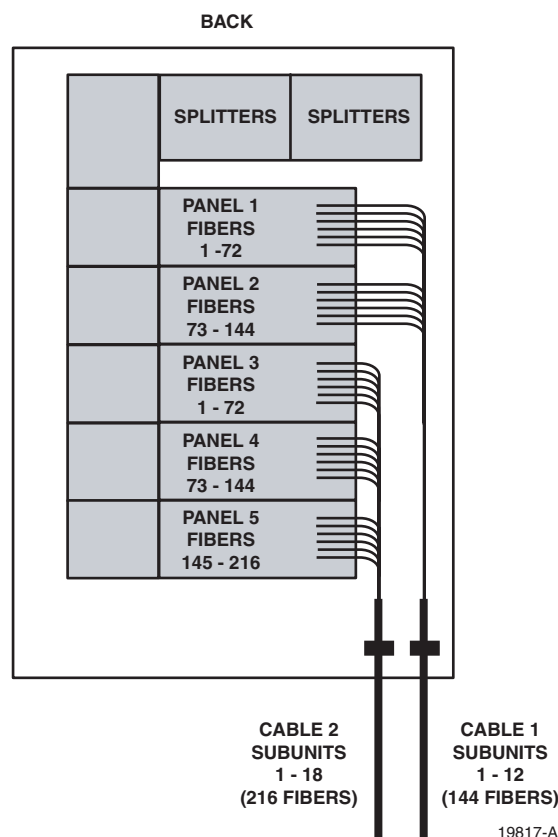 BACK
SPLITTERS
SPLITTERS
PANEL 1
FIBERS
1 -72
PANEL 2
FIBERS
73 - 144
PANEL 3
FIBERS
1 - 72
PANEL 4
FIBERS
73 - 144
PANEL 5
FIBERS
145 - 216
CABLE 2
SUBUNITS
1 - 18
(216 FIBERS)
CABLE 1
SUBUNITS
1 - 12
(144 FIBERS)
19817-A